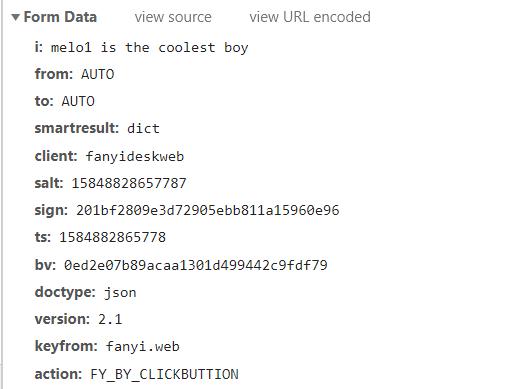 Form Data view source view URL encoded
i: melo1 is the coolest boy
from: AUTO
to: AUTO
smartresult: dict
client: fanyideskweb
salt: 15848828657787
sign: 201bf2809e3d72905ebb811a15960e96
ts: 1584882865778
bv: 0ed2e07b89acaa1301d499442c9fdf79
doctype: json
version: 2.1
keyfrom: fanyi.web
action: FY_BY_CLICKBUTTION